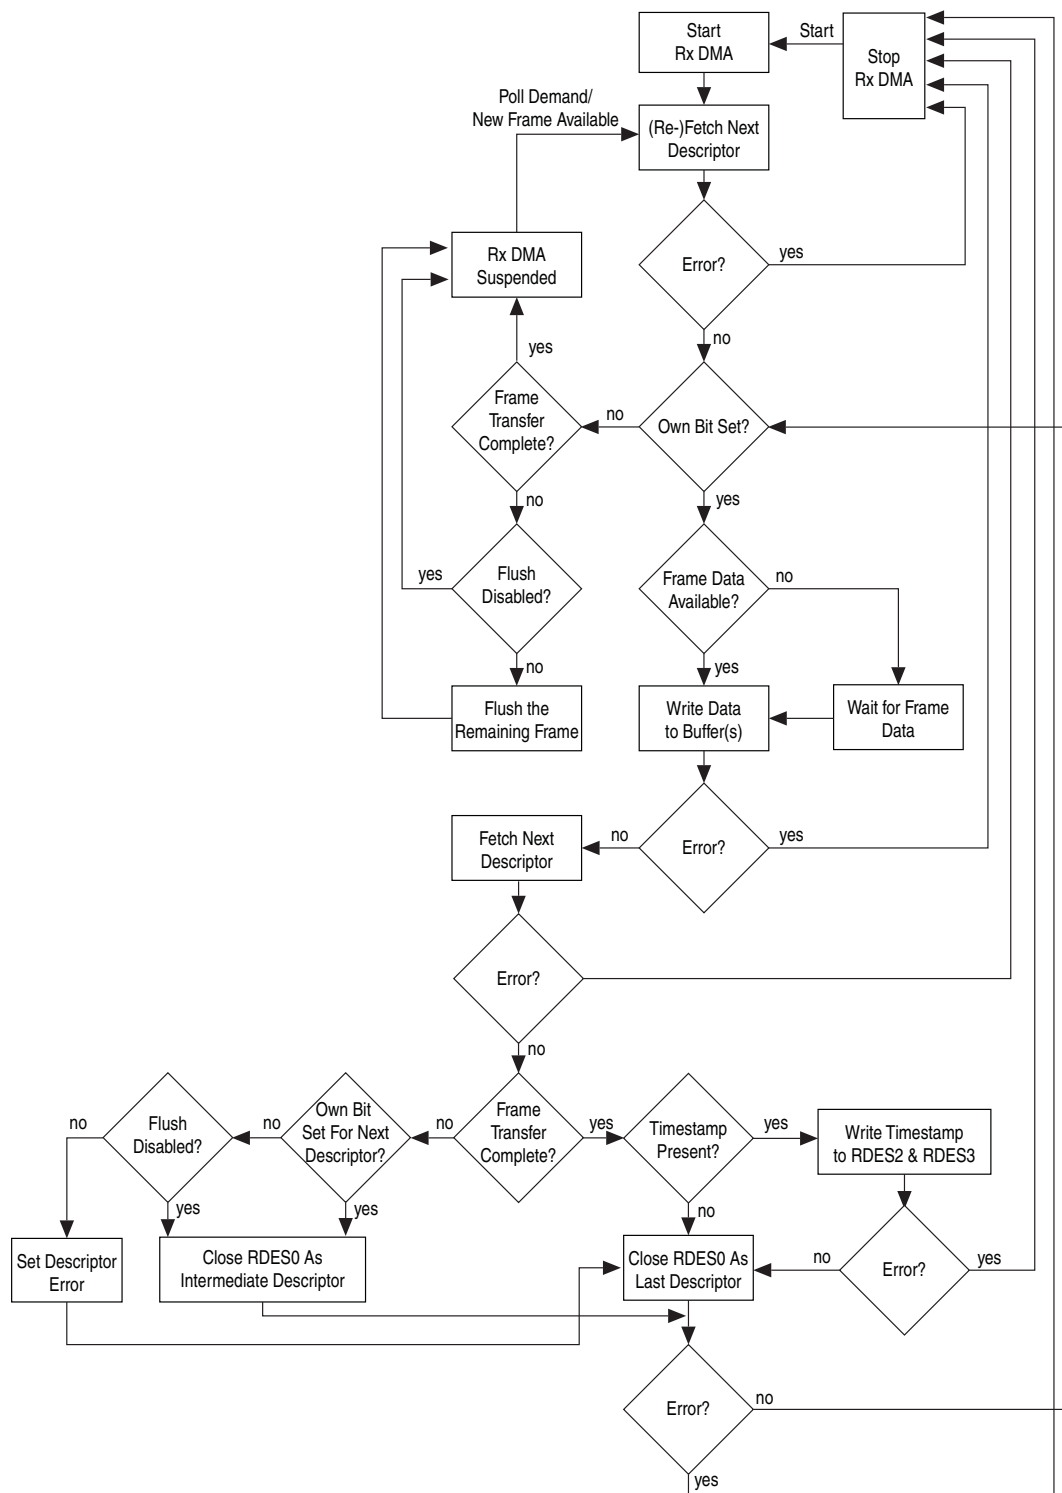 Start
Rx DMA
Start
Stop
Rx DMA
Poll Demand/
New Frame Available
(Re-)Fetch Next
Descriptor
Rx DMA
Suspended
Error?
yes
no
yes
Frame
Transfer
Complete?
no
Own Bit Set?
no
yes
yes
Flush
Disabled?
Frame Data
Available?
no
no
yes
Flush the
Remaining Frame
Write Data
to Buffer(s)
Wait for Frame
Data
Fetch Next
Descriptor
no
Error?
yes
Error?
no
no
Flush
Disabled?
no
Own Bit
Set For Next
Descriptor?
no
Frame
Transfer
Complete?
yes
Timestamp
Present?
yes
Write Timestamp
to RDES2 & RDES3
yes
yes
no
Set Descriptor
Error
Close RDES0 As
Intermediate Descriptor
Close RDES0 As
Last Descriptor
no
Error?
yes
Error?
no
yes